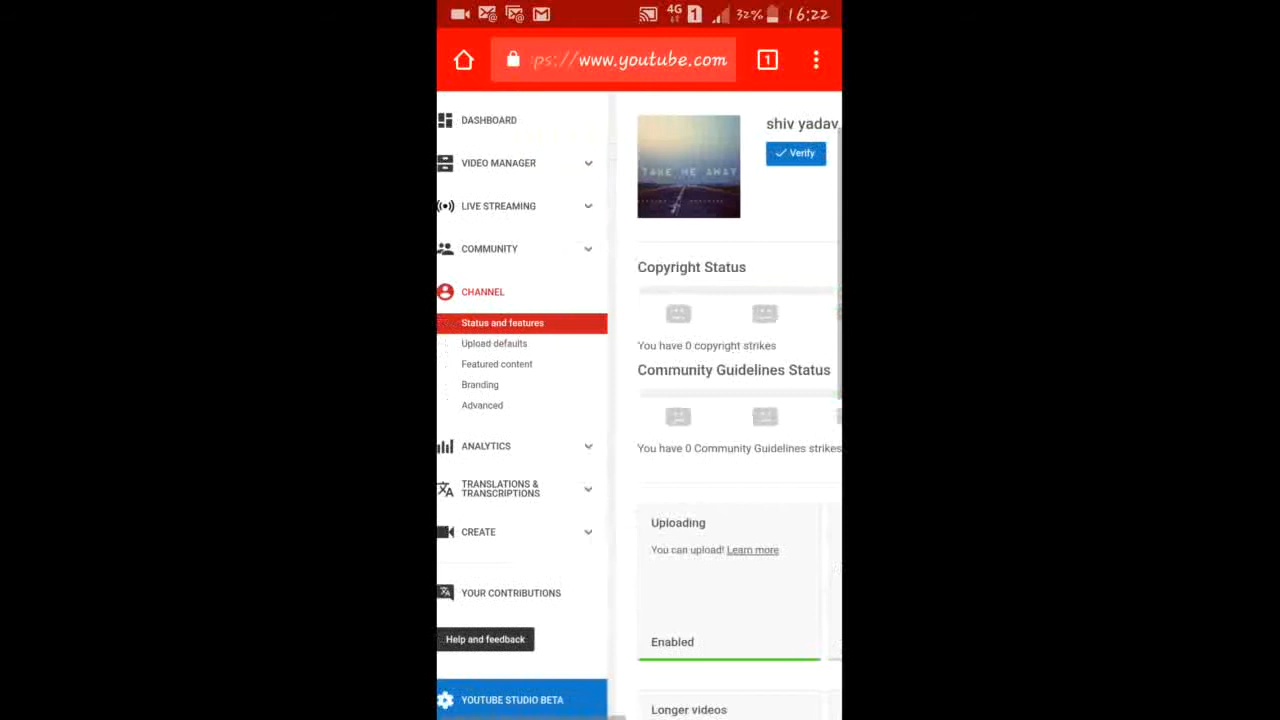 4G 1 32% 16:22
ps://www.youtube.com 1
DASHBOARD
VIDEO MANAGER
LIVE STREAMING
COMMUNITY
CHANNEL
Status and features
Upload defaults
Featured content
Branding
Advanced
ANALYTICS
TRANSLATIONS &
TRANSCRIPTIONS
CREATE
YOUR CONTRIBUTIONS
Help and feedback
YOUTUBE STUDIO BETA
TAKE ME AWAY
shiv yadav
Verify
Copyright Status
You have 0 copyright strikes
Community Guidelines Status
You have 0 Community Guidelines strikes
Uploading
You can upload! Learn more
Enabled
Longer videos